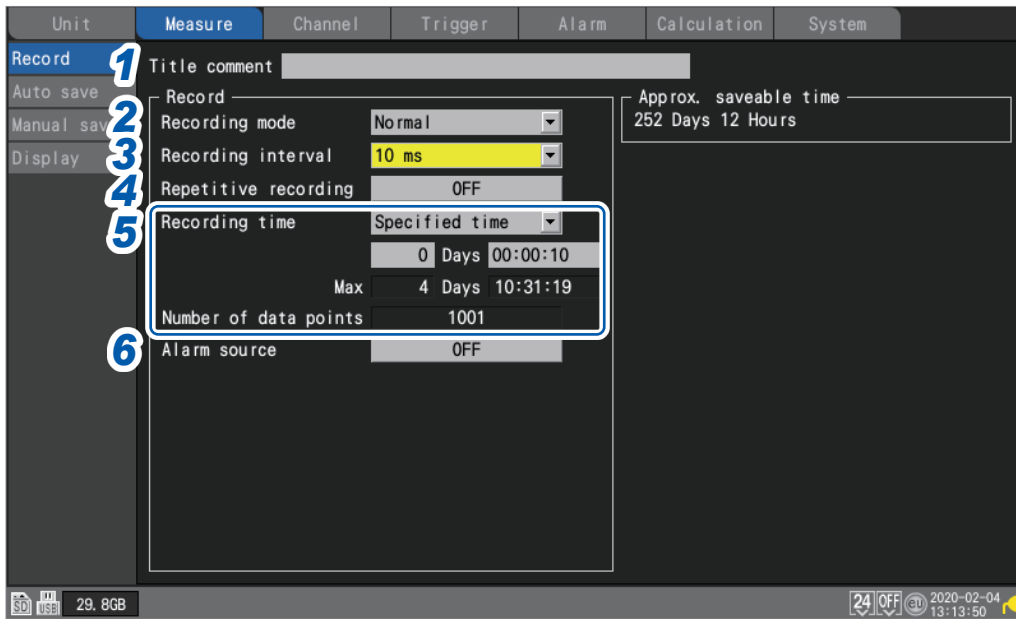 Unit Measure Channel Trigger Alarm Calculation System
Record
Auto save
Manual sav
Display
1 Title comment
Record
2 Recording mode Normal
3 Recording interval 10 ms
4 Repetitive recording OFF
5 Recording time Specified time
0 Days 00:00:10
Max 4 Days 10:31:19
Number of data points 1001
6 Alarm source OFF
Approx. saveable time
252 Days 12 Hours
SD USB 29.8GB
24 OFF eu 2020-02-04
13:13:50